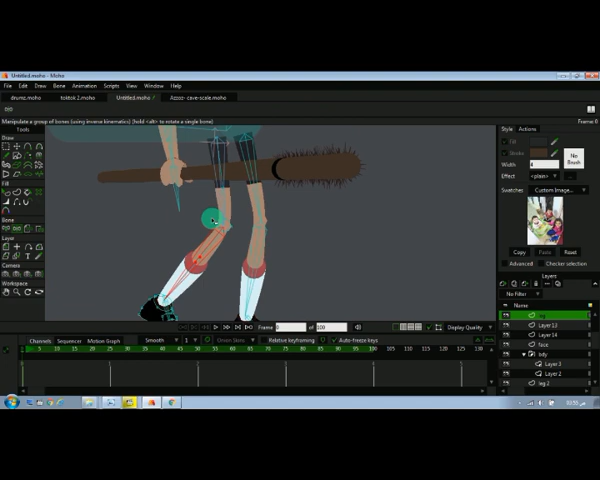 Untitled.moho - Moho
File Edit Draw Bone Animation Scripts View Window Help
drumz.moho toktok 2.moho Untitled.moho Azozo- cave-scale.moho
Manipulate a group of bones (using inverse kinematics) (hold <alt> to rotate a single bone) Frame 0
Tools
Draw
Fill
Bone
Layer
Camera
Workspace
Style Actions
Fill
Stroke
Width
No Brush
Effect <plain>
Swatches Custom Image...
Copy Paste Reset
Advanced Checker selection
Layers
No Filter
Name
Layer 13
Layer 14
face
bdy
Layer 3
Layer 2
leg 2
Frame 0 of 100 Display Quality
Channels Sequencer Motion Graph Smooth 1 Onion Skins Relative keyframing Auto-freeze keys
5 10 15 20 25 30 35 40 45 50 55 60 65 70 75 80 85 90 95 100 105 110 115 120 125 130